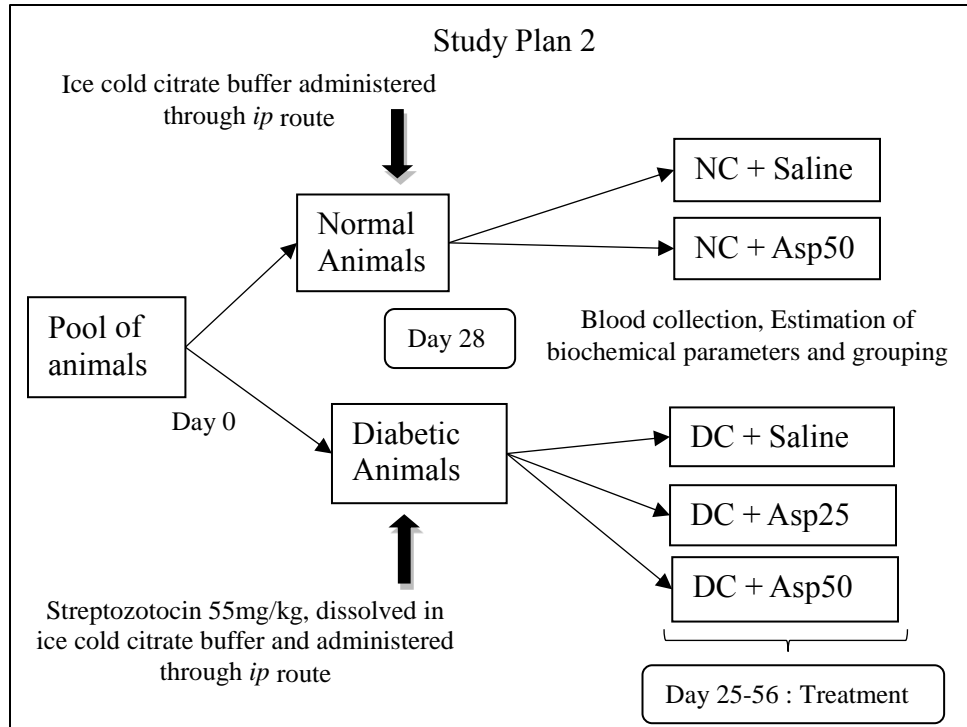 Study Plan 2
Ice cold citrate buffer administered
through ip route
Normal
Animals
NC + Saline
NC + Asp50
Pool of
animals
Day 28
Blood collection, Estimation of
biochemical parameters and grouping
Day 0
Diabetic
Animals
DC + Saline
DC + Asp25
DC + Asp50
Streptozotocin 55mg/kg, dissolved in
ice cold citrate buffer and administered
through ip route
Day 25-56 : Treatment